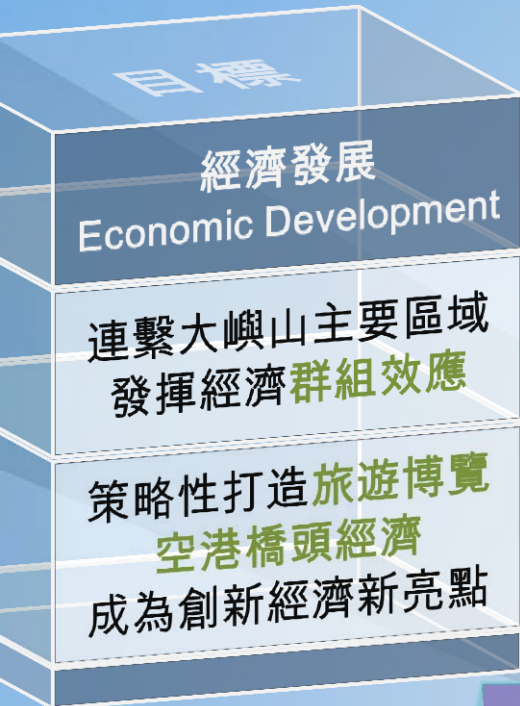 目標
經濟發展
Economic Development
連繫大嶼山主要區域
發揮經濟群組效應
策略性打造旅遊博覽
空港橋頭經濟
成為創新經濟新亮點